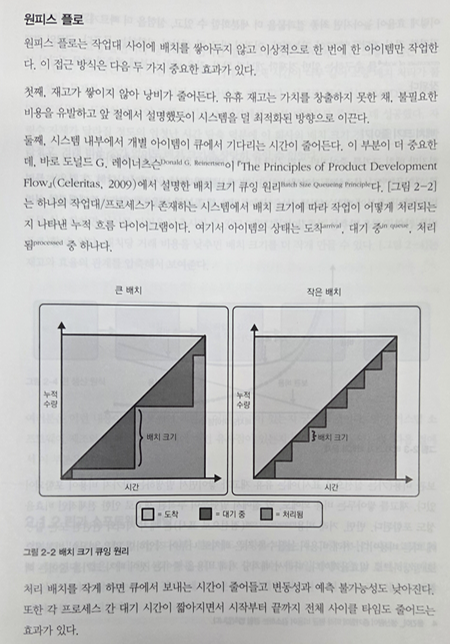 원피스 플로
원피스 플로는 작업대 사이에 배치를 쌓아두지 않고 이상적으로 한 번에 한 아이템만 작업한
다. 이 접근 방식은 다음 두 가지 중요한 효과가 있다.
첫째, 재고가 쌓이지 않아 낭비가 줄어든다. 유휴 재고는 가치를 창출하지 못한 채, 불필요한
비용을 유발하고 앞 절에서 설명했듯이 시스템을 덜 최적화된 방향으로 이끈다.
둘째, 시스템 내부에서 개별 아이템이 큐에서 기다리는 시간이 줄어든다. 이 부분이 더 중요한
데, 바로 도널드 G. 레이너츠슨Donald G. Reinertsen이 『The Principles of Product Development
Flow』(Celeritas, 2009)에서 설명한 배치 크기 큐잉 원리Batch Size Queueing Principle다. [그림 2-2]
는 하나의 작업대/프로세스가 존재하는 시스템에서 배치 크기에 따라 작업이 어떻게 처리되는
지 나타낸 누적 흐름 다이어그램이다. 여기서 아이템의 상태는 도착arrival, 대기 중in queue, 처리
됨processed 중 하나다.
큰 배치
작은 배치
누적
수량
배치 크기
시간
누적
수량
배치 크기
시간
= 도착
= 대기 중
= 처리됨
그림 2-2 배치 크기 큐잉 원리
처리 배치를 작게 하면 큐에서 보내는 시간이 줄어들고 변동성과 예측 불가능성도 낮아진다.
또한 각 프로세스 간 대기 시간이 짧아지면서 시작부터 끝까지 전체 사이클 타임도 줄어드는
효과가 있다.